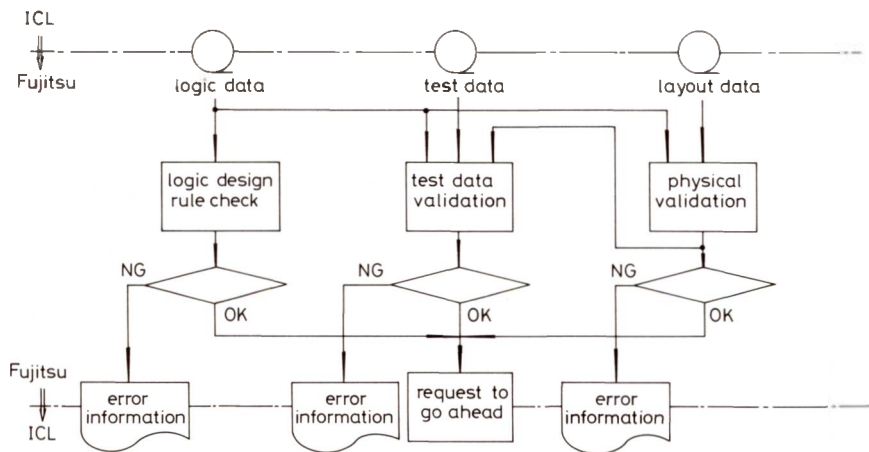 ICL
Fujitsu
logic data
test data
layout data
logic design
rule check
test data
validation
physical
validation
NG
NG
NG
OK
OK
OK
Fujitsu
ICL
error
information
error
information
request to
go ahead
error
information